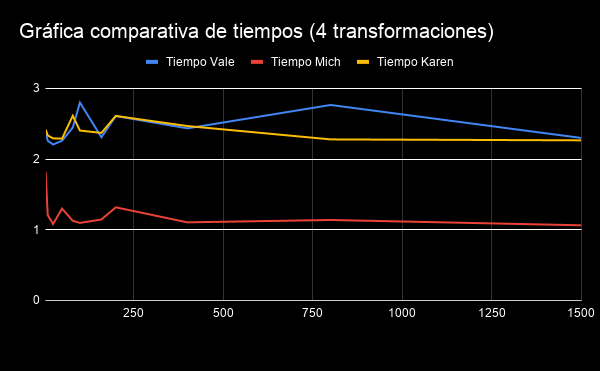 Gráfica comparativa de tiempos (4 transformaciones)
Tiempo Vale Tiempo Mich Tiempo Karen
3
2
1
0
250 500 750 1000 1250 1500